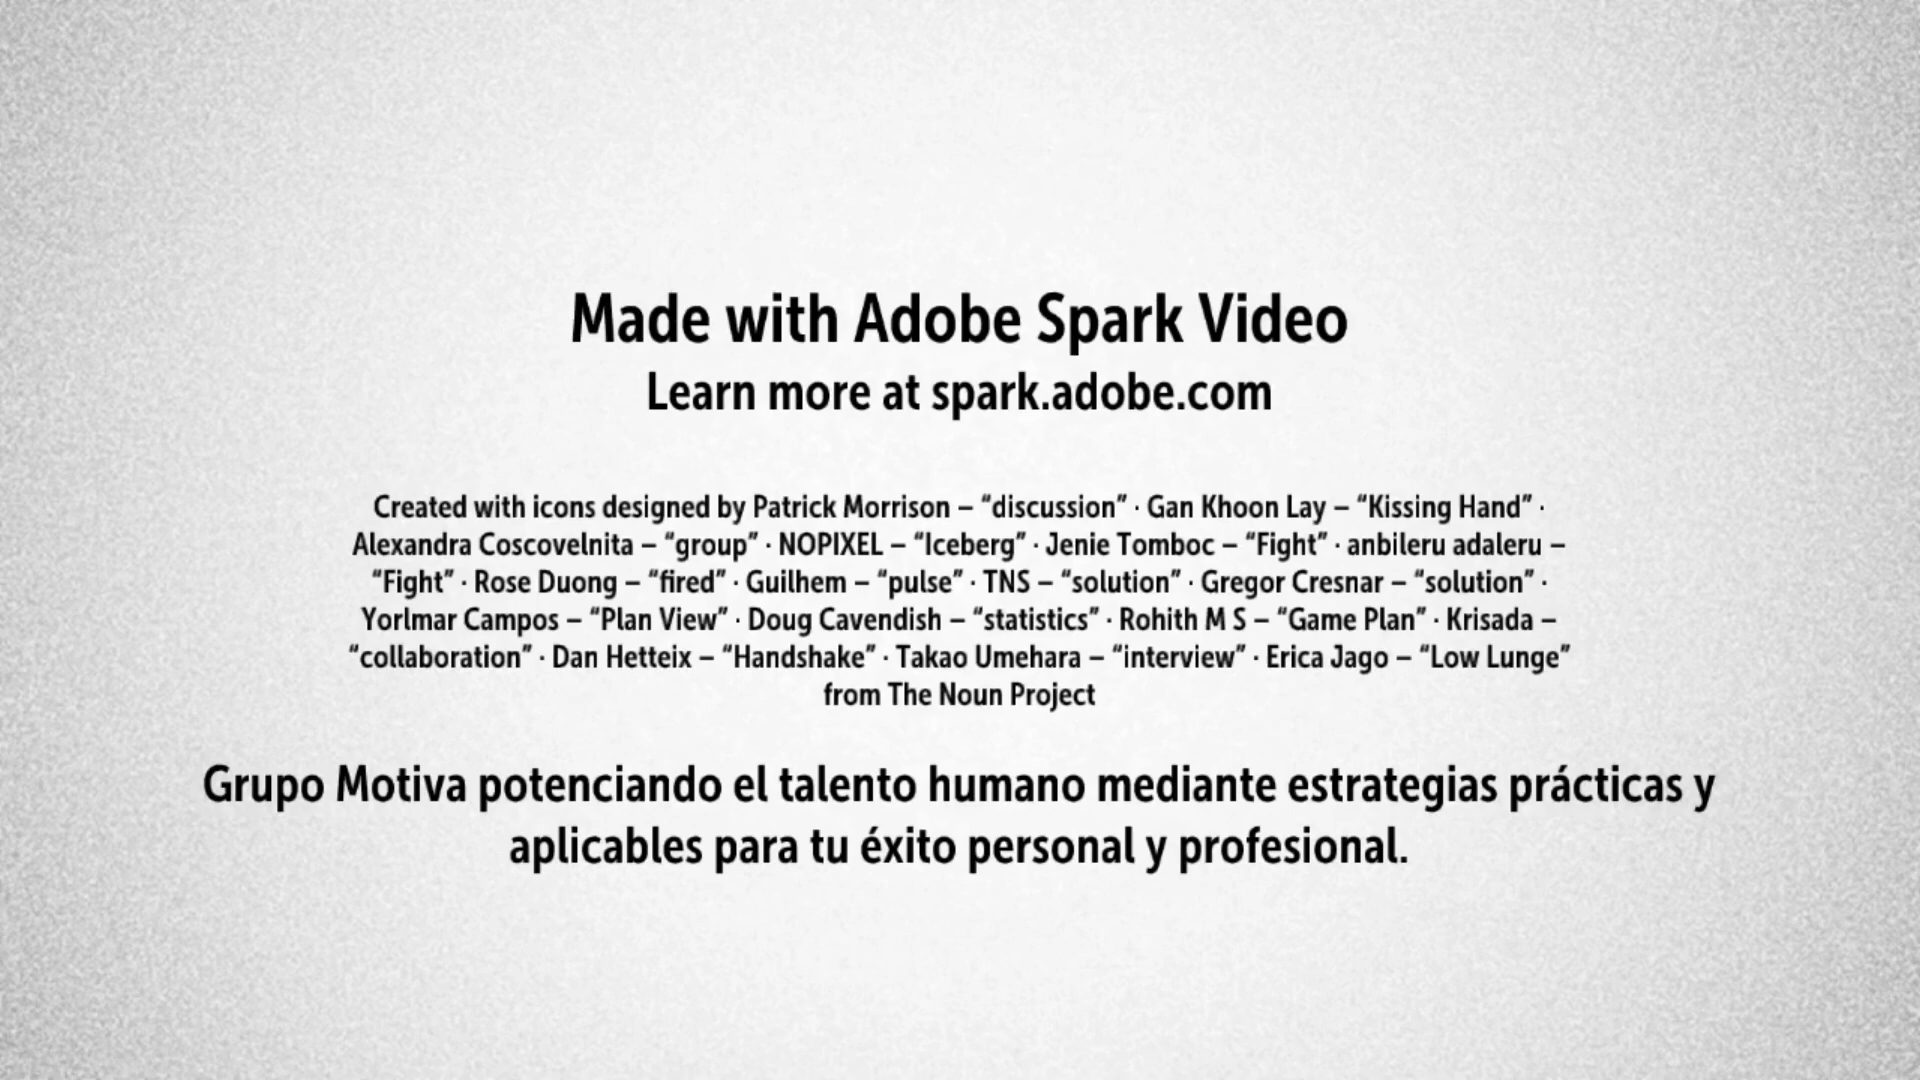 Made with Adobe Spark Video
Learn more at spark.adobe.com
Created with icons designed by Patrick Morrison – “discussion” · Gan Khoon Lay – “Kissing Hand” ·
Alexandra Coscovelnita – “group” · NOPIXEL – “Iceberg” · Jenie Tomboc – “Fight” · anbileru adaleru –
“Fight” · Rose Duong – “fired” · Guilhem – “pulse” · TNS – “solution” · Gregor Cresnar – “solution” ·
Yorlmar Campos – “Plan View” · Doug Cavendish – “statistics” · Rohith M S – “Game Plan” · Krisada –
“collaboration” · Dan Hetteix – “Handshake” · Takao Umehara – “interview” · Erica Jago – “Low Lunge”
from The Noun Project
Grupo Motiva potenciando el talento humano mediante estrategias prácticas y
aplicables para tu éxito personal y profesional.